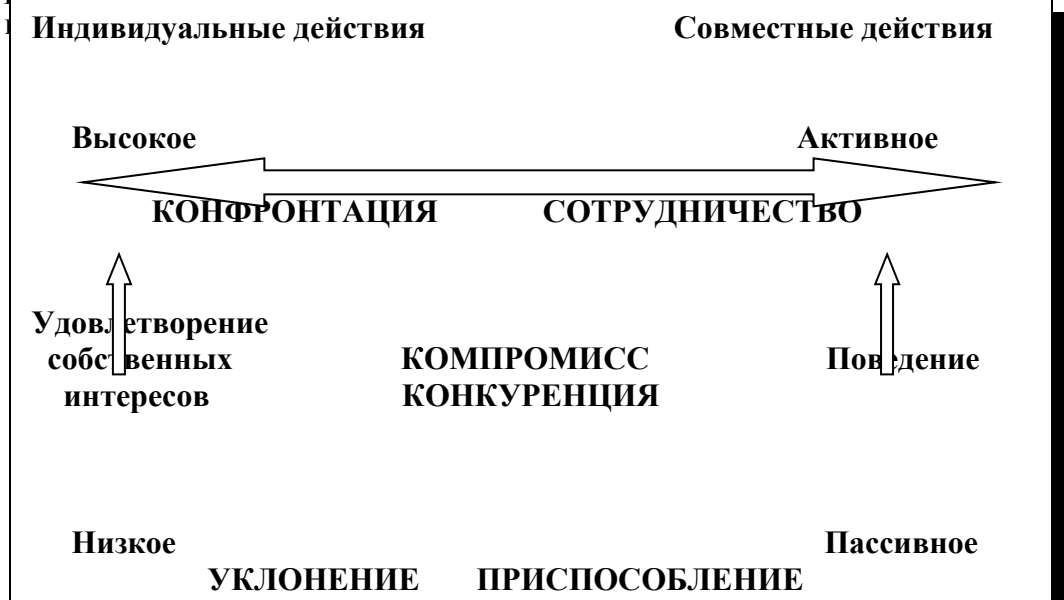 Индивидуальные действия Совместные действия
Высокое Активное
КОНФРОНТАЦИЯ СОТРУДНИЧЕСТВО
Удовлетворение
собственных КОМПРОМИСС Поведение
интересов КОНКУРЕНЦИЯ
Низкое Пассивное
УКЛОНЕНИЕ ПРИСПОСОБЛЕНИЕ